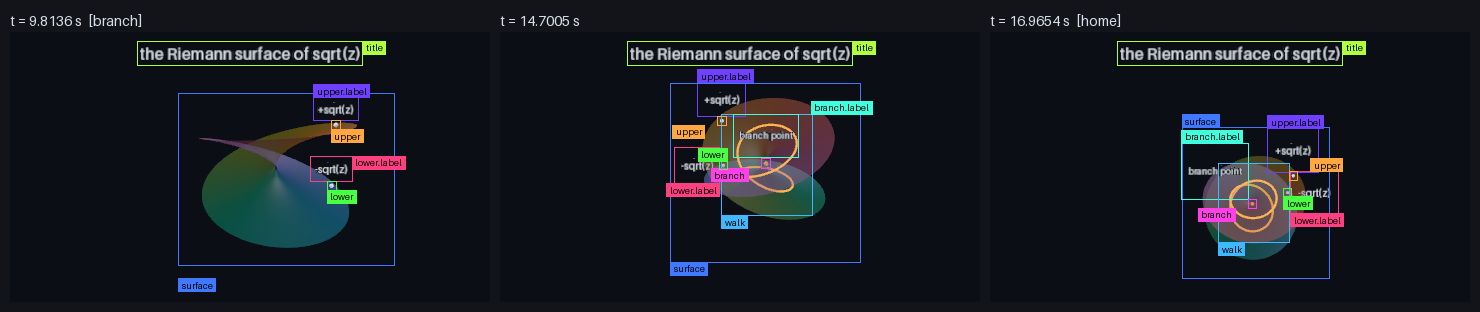 t = 9.8136 s [branch]
the Riemann surface of sqrt(z)
title
upper.label
+sqrt(z)
upper
-sqrt(z)
lower.label
lower
surface
t = 14.7005 s
the Riemann surface of sqrt(z)
title
upper.label
+sqrt(z)
branch.label
upper
branch point
lower
-sqrt(z)
branch
lower.label
walk
surface
t = 16.9654 s [home]
the Riemann surface of sqrt(z)
title
surface
upper.label
branch.label
+sqrt(z)
upper
branch point
-sqrt(z)
lower
branch
lower.label
walk